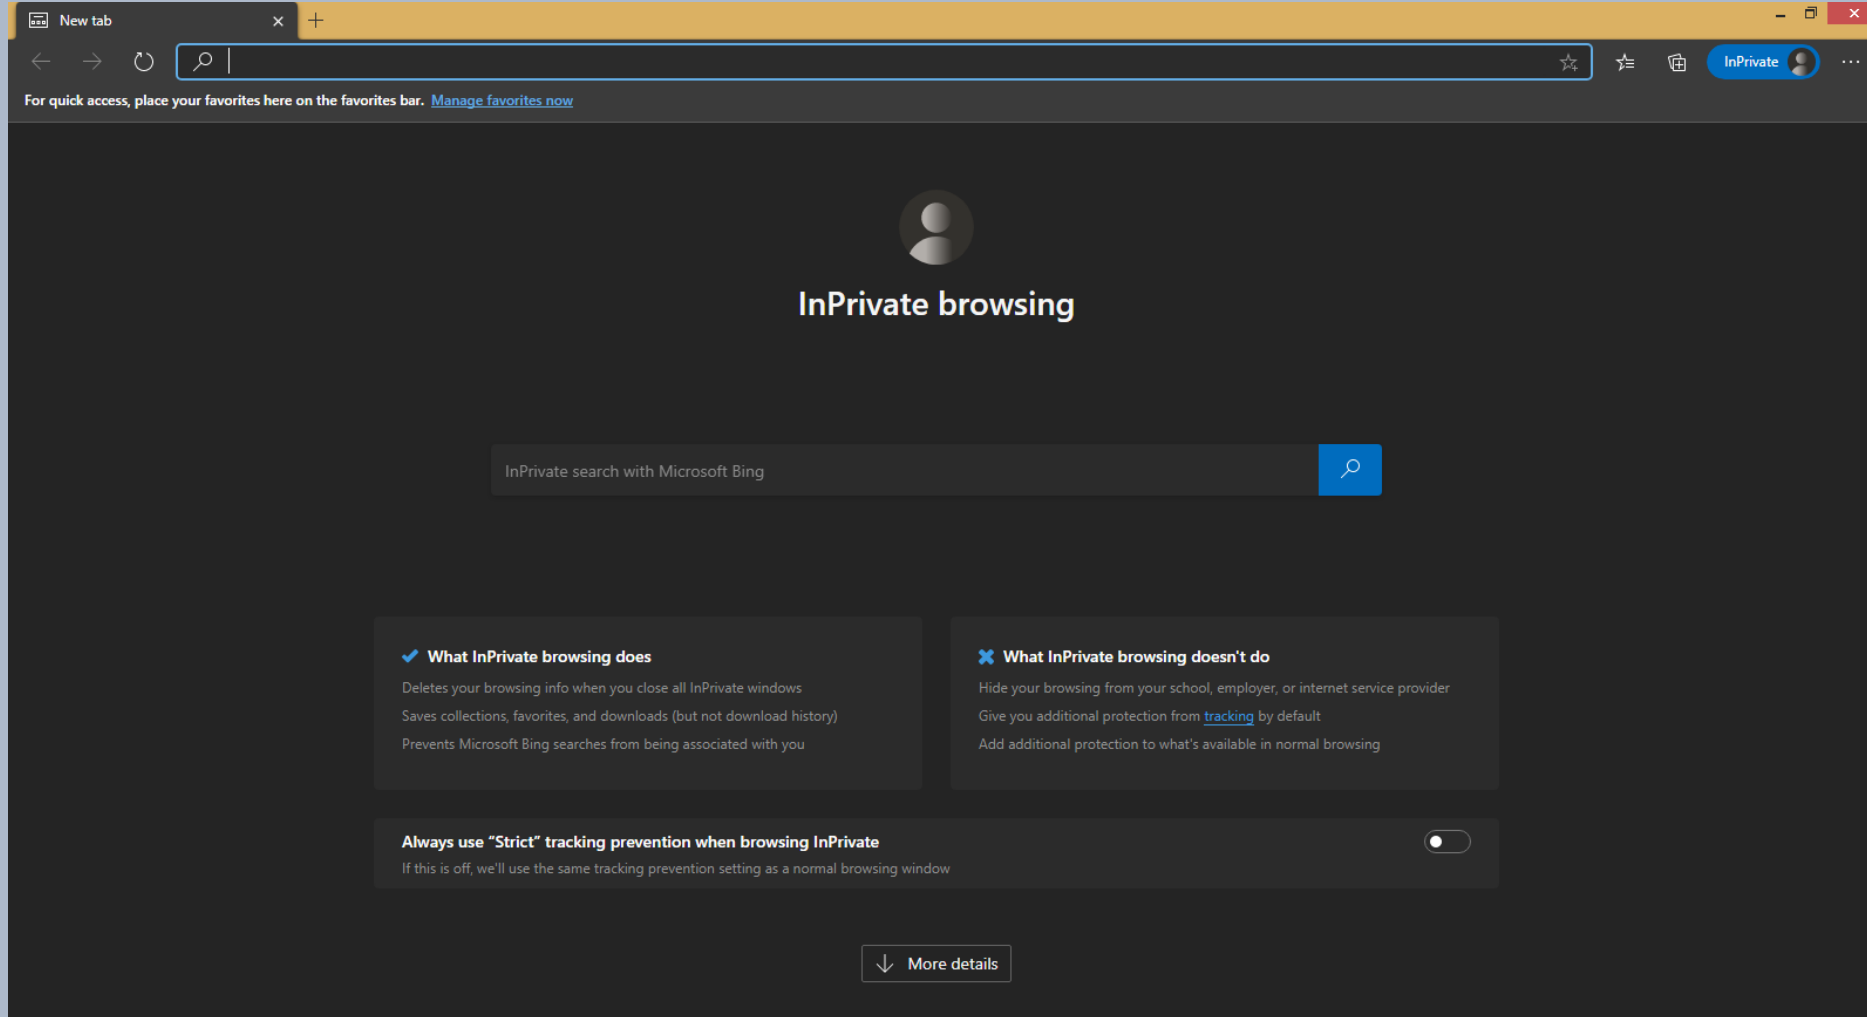 New tab
InPrivate
For quick access, place your favorites here on the favorites bar. Manage favorites now
InPrivate browsing
InPrivate search with Microsoft Bing
What InPrivate browsing does
Deletes your browsing info when you close all InPrivate windows
Saves collections, favorites, and downloads (but not download history)
Prevents Microsoft Bing searches from being associated with you
What InPrivate browsing doesn't do
Hide your browsing from your school, employer, or internet service provider
Give you additional protection from tracking by default
Add additional protection to what's available in normal browsing
Always use “Strict” tracking prevention when browsing InPrivate
If this is off, we'll use the same tracking prevention setting as a normal browsing window
More details